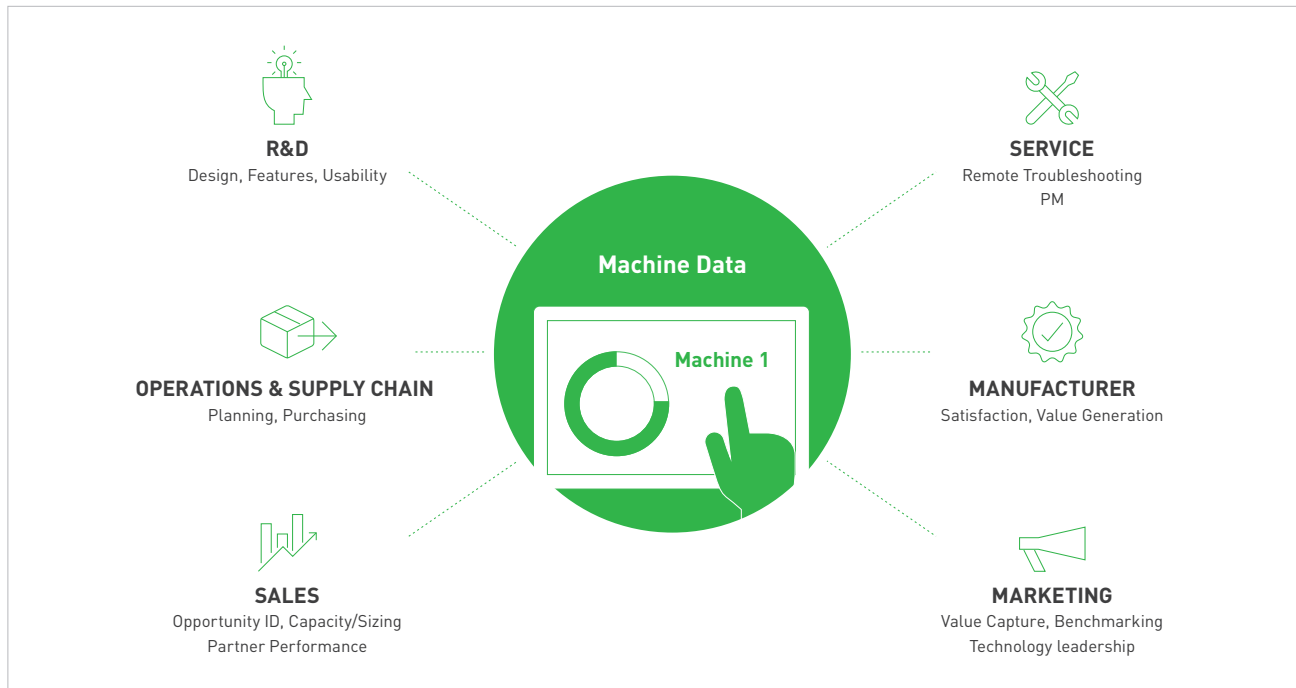 R&D
Design, Features, Usability
OPERATIONS & SUPPLY CHAIN
Planning, Purchasing
SALES
Opportunity ID, Capacity/Sizing
Partner Performance
Machine Data
Machine 1
SERVICE
Remote Troubleshooting
PM
MANUFACTURER
Satisfaction, Value Generation
MARKETING
Value Capture, Benchmarking
Technology leadership